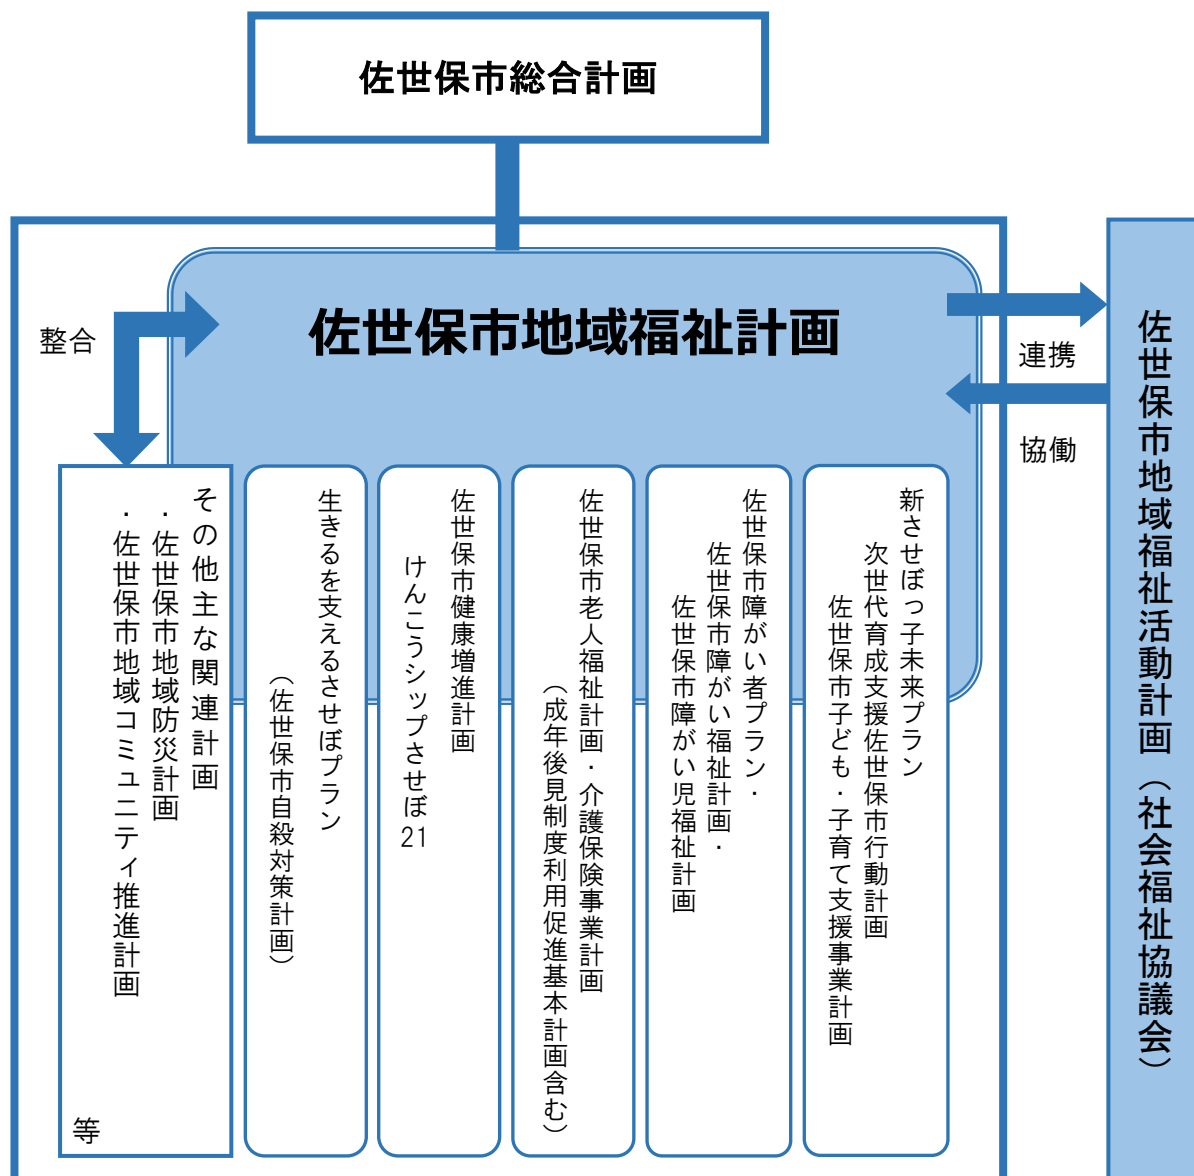 佐世保市総合計画
佐世保市地域福祉計画
整合
連携
協働
佐世保市地域福祉活動計画（社会福祉協議会）
新させぼっ子未来プラン
次世代育成支援佐世保市行動計画
佐世保市子ども・子育て支援事業計画
佐世保市障がい者プラン・
佐世保市障がい福祉計画・
佐世保市障がい児福祉計画
佐世保市老人福祉計画・介護保険事業計画
（成年後見制度利用促進基本計画含む）
佐世保市健康増進計画
けんこうシップさせぼ21
生きるを支えるさせぼプラン
（佐世保市自殺対策計画）
その他主な関連計画
・佐世保市地域防災計画
・佐世保市地域コミュニティ推進計画
等